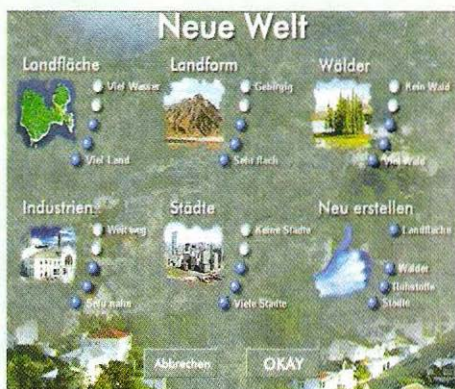 Neue Welt
Landfläche
Viel Wasser
Viel Land
Landform
Gebirgig
Sehr flach
Wälder
Kein Wald
Viel Wald
Industrien
Weit weg
Sehr nahe
Städte
Keine Städte
Viele Städte
Neu erstellen
Landfläche
Wälder
Rohstoffe
Städte
Abbrechen
OKAY